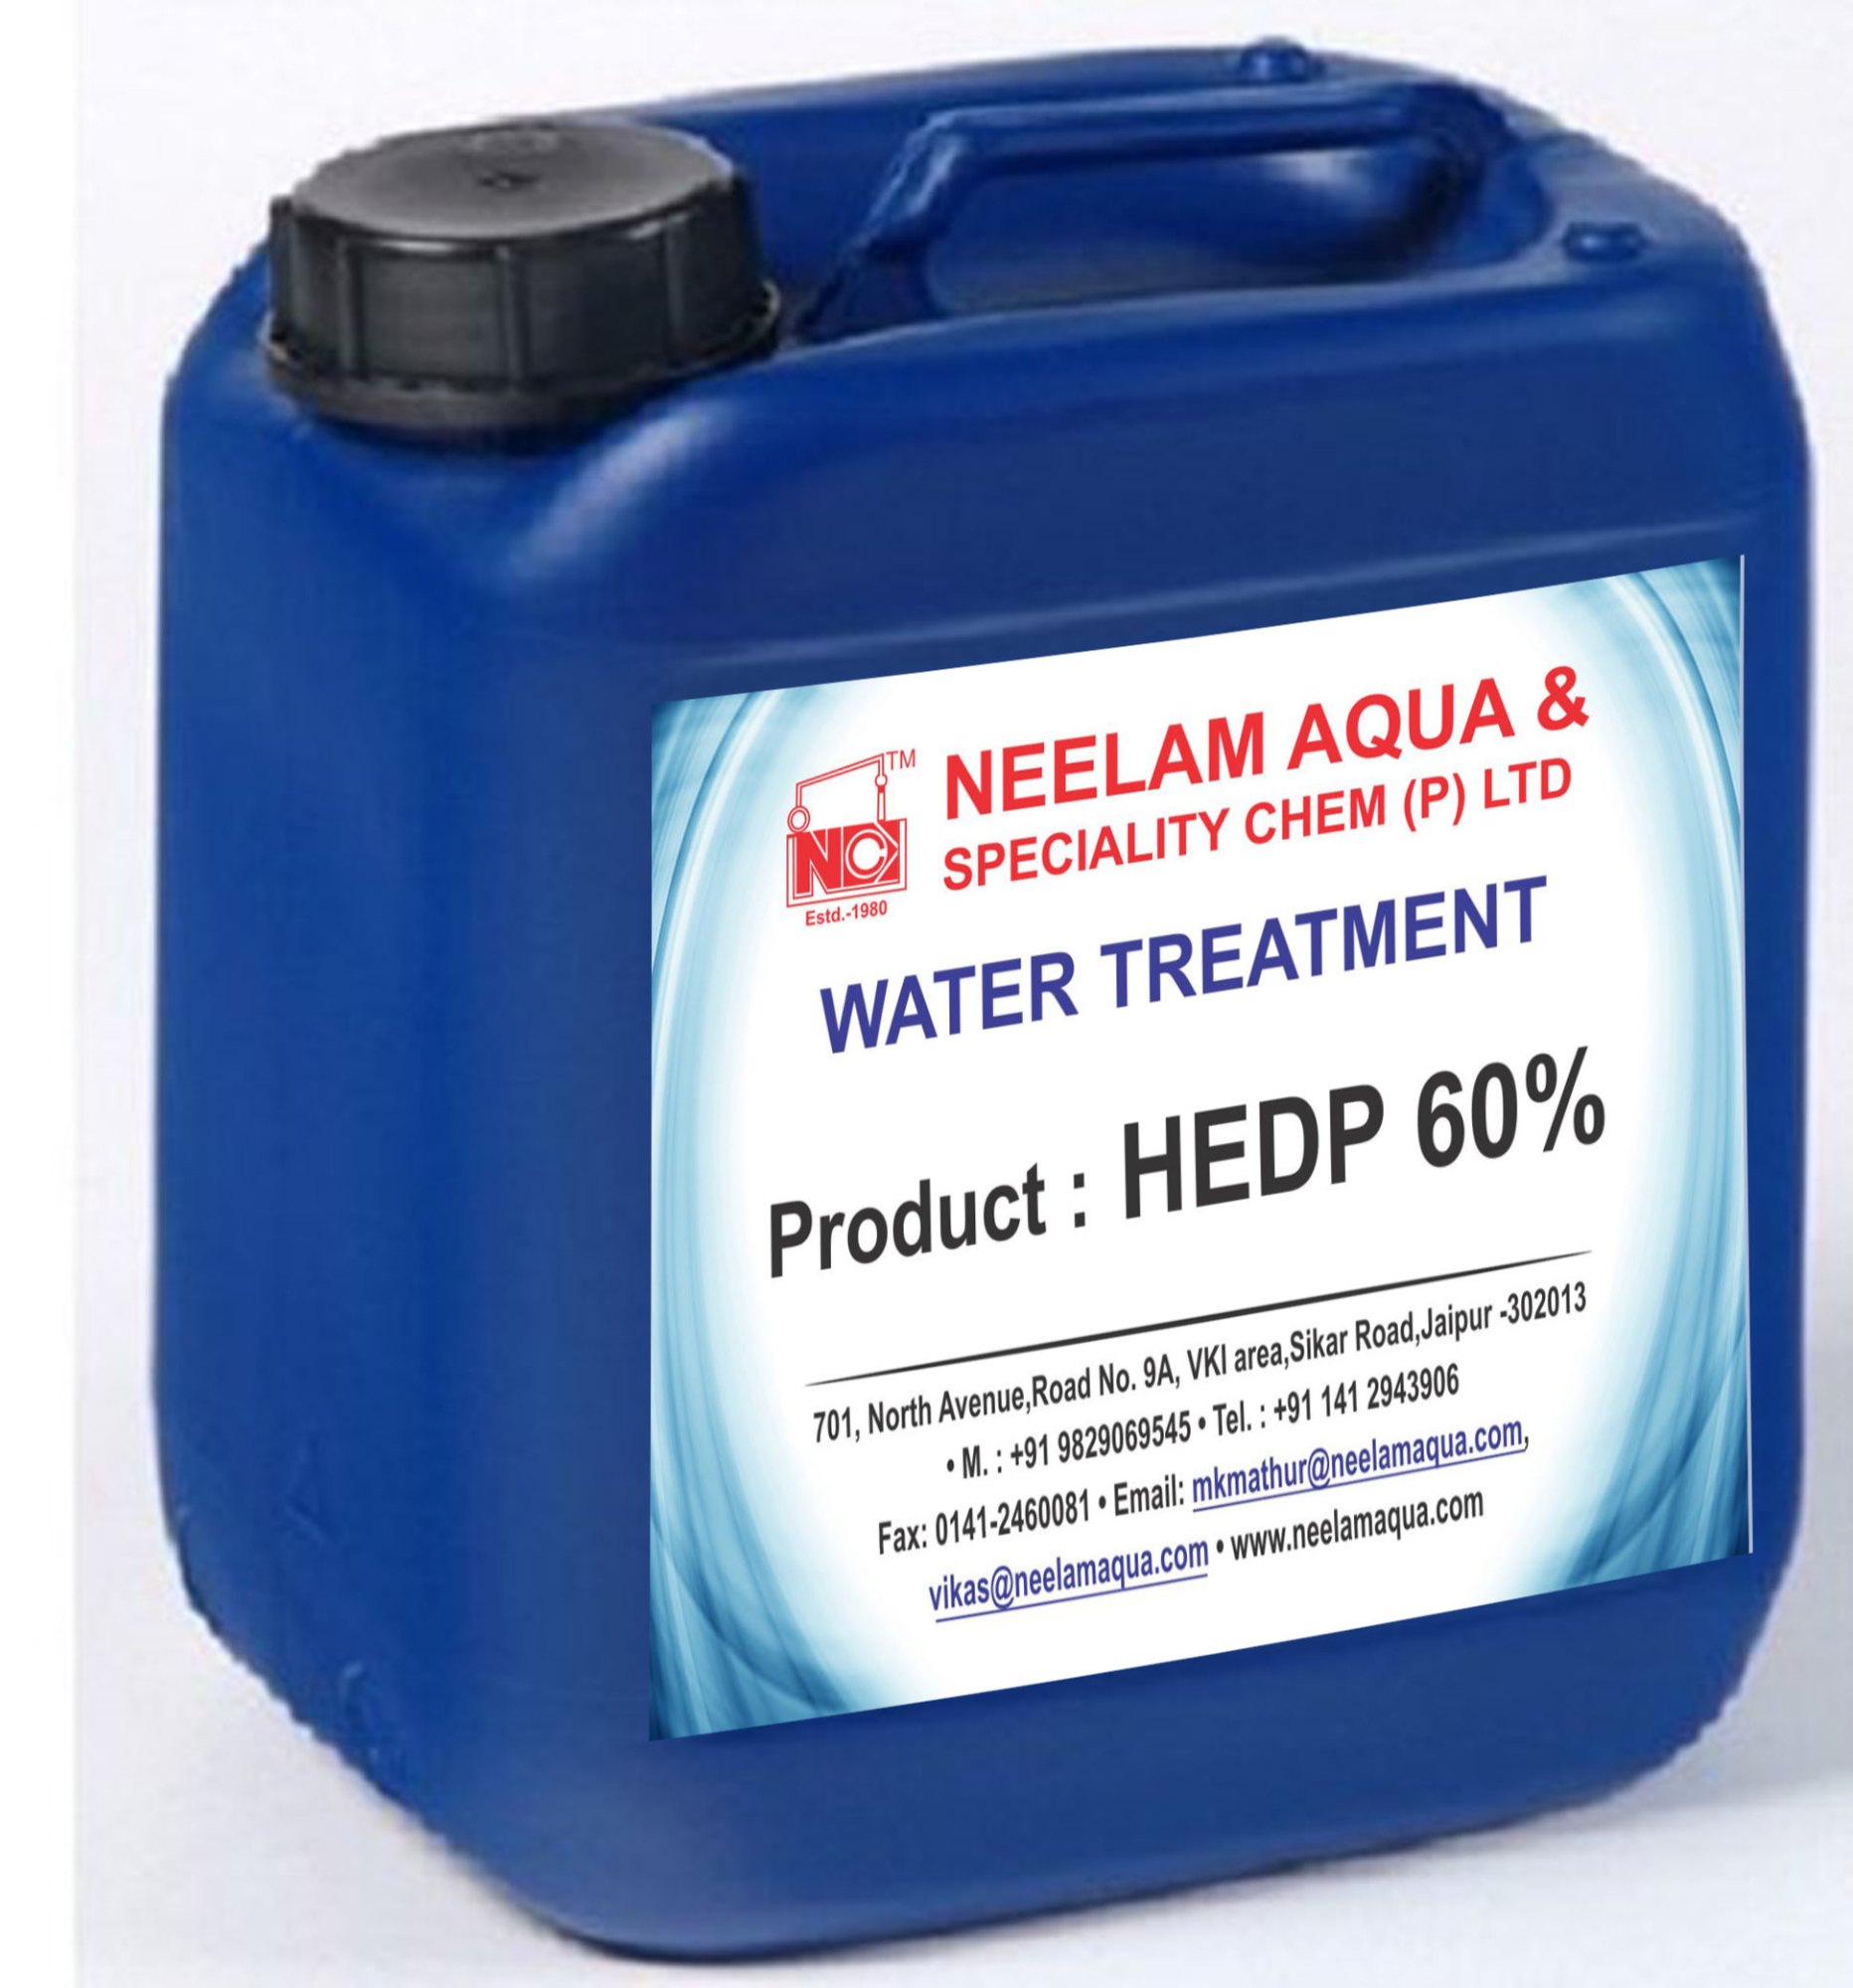 TM
NC
Estd.-1980
NEELAM AQUA &
SPECIALITY CHEM (P) LTD
WATER TREATMENT
Product : HEDP 60%
701, North Avenue,Road No. 9A, VKI area,Sikar Road,Jaipur -302013
• M. : +91 9829069545 • Tel. : +91 141 2943906
Fax: 0141-2460081 • Email: mkmathur@neelamaqua.com,
vikas@neelamaqua.com • www.neelamaqua.com